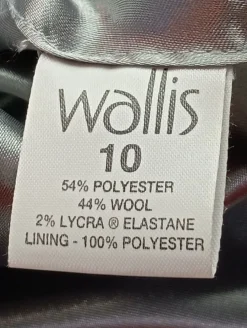 wallis
10
54% POLYESTER
44% WOOL
2% LYCRA ® ELASTANE
LINING - 100% POLYESTER